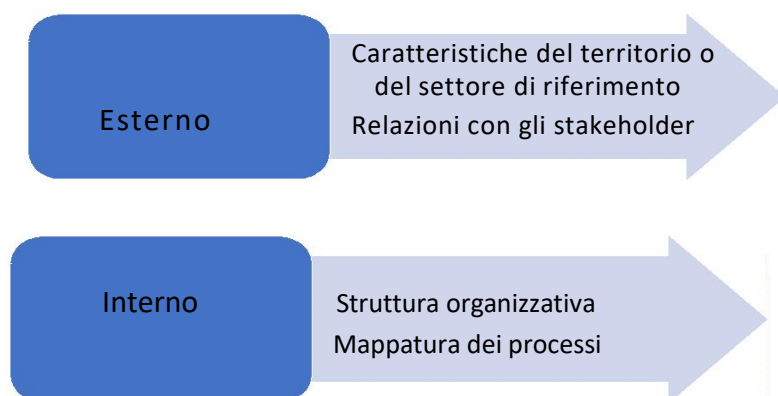 Esterno
Caratteristiche del territorio o
del settore di riferimento
Relazioni con gli stakeholder
Interno
Struttura organizzativa
Mappatura dei processi